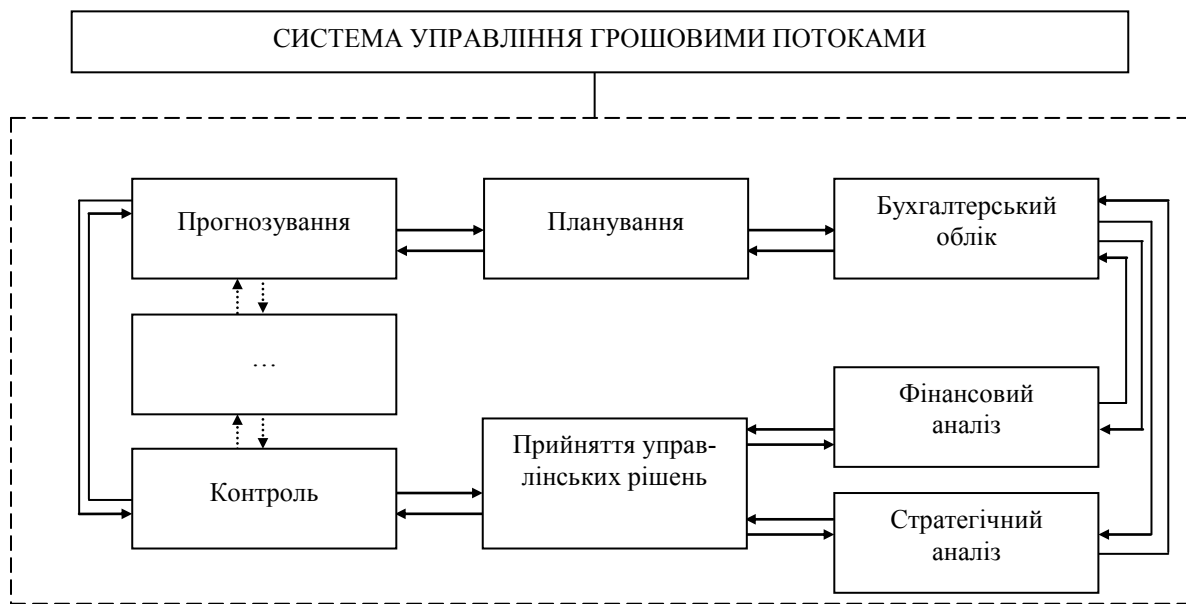 СИСТЕМА УПРАВЛІННЯ ГРОШОВИМИ ПОТОКАМИ
Прогнозування
Планування
Бухгалтерський
облік
…
Фінансовий
аналіз
Прийняття управ-
лінських рішень
Контроль
Стратегічний
аналіз